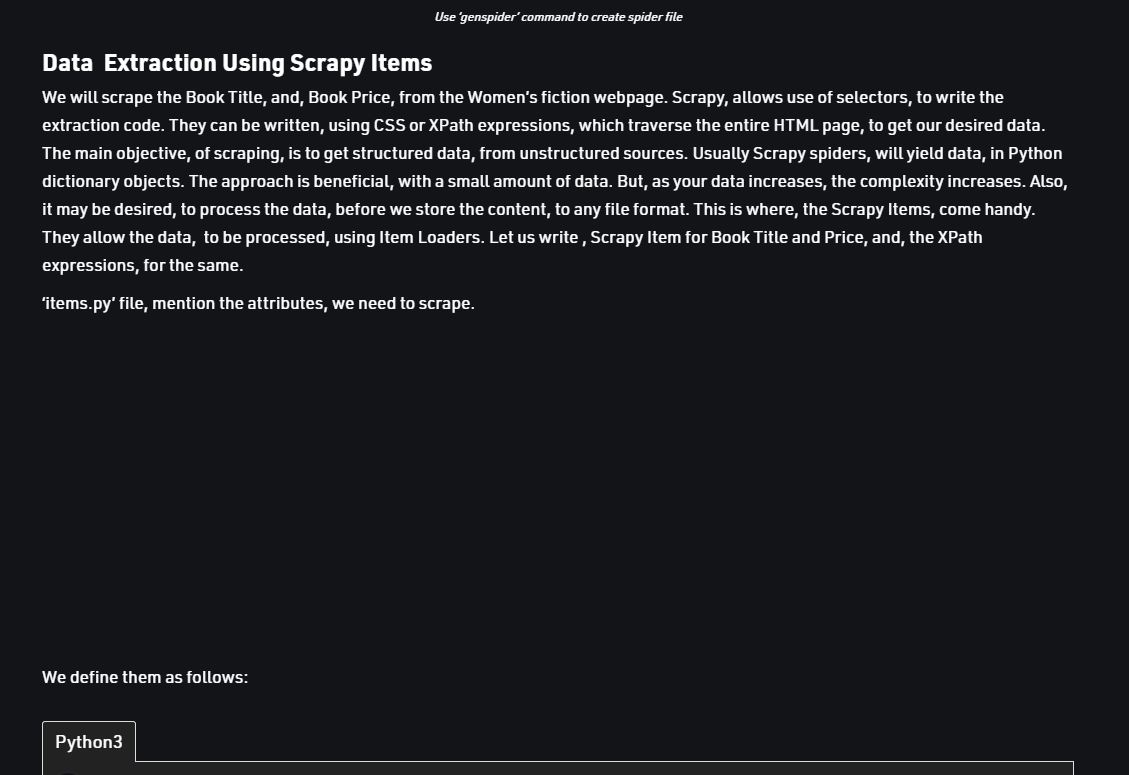 Use ‘genspider’ command to create spider file
Data  Extraction Using Scrapy Items
We will scrape the Book Title, and, Book Price, from the Women’s fiction webpage. Scrapy, allows use of selectors, to write the
extraction code. They can be written, using CSS or XPath expressions, which traverse the entire HTML page, to get our desired data.
The main objective, of scraping, is to get structured data, from unstructured sources. Usually Scrapy spiders, will yield data, in Python
dictionary objects. The approach is beneficial, with a small amount of data. But, as your data increases, the complexity increases. Also,
it may be desired, to process the data, before we store the content, to any file format. This is where, the Scrapy Items, come handy.
They allow the data,  to be processed, using Item Loaders. Let us write , Scrapy Item for Book Title and Price, and, the XPath
expressions, for the same.
‘items.py’ file, mention the attributes, we need to scrape.
We define them as follows:
Python3